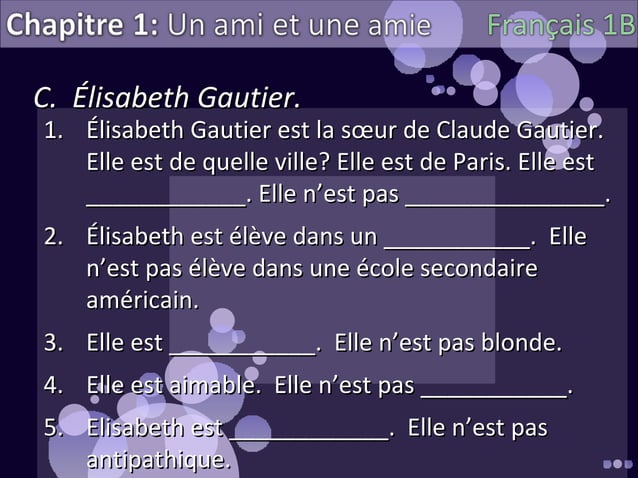 Chapitre 1: Un ami et une amie Français 1B
C. Élisabeth Gautier.
1. Élisabeth Gautier est la sœur de Claude Gautier.
Elle est de quelle ville? Elle est de Paris. Elle est
____________. Elle n’est pas _______________.
2. Élisabeth est élève dans un ___________. Elle
n’est pas élève dans une école secondaire
américain.
3. Elle est ___________. Elle n’est pas blonde.
4. Elle est aimable. Elle n’est pas ___________.
5. Elisabeth est ____________. Elle n’est pas
antipathique.